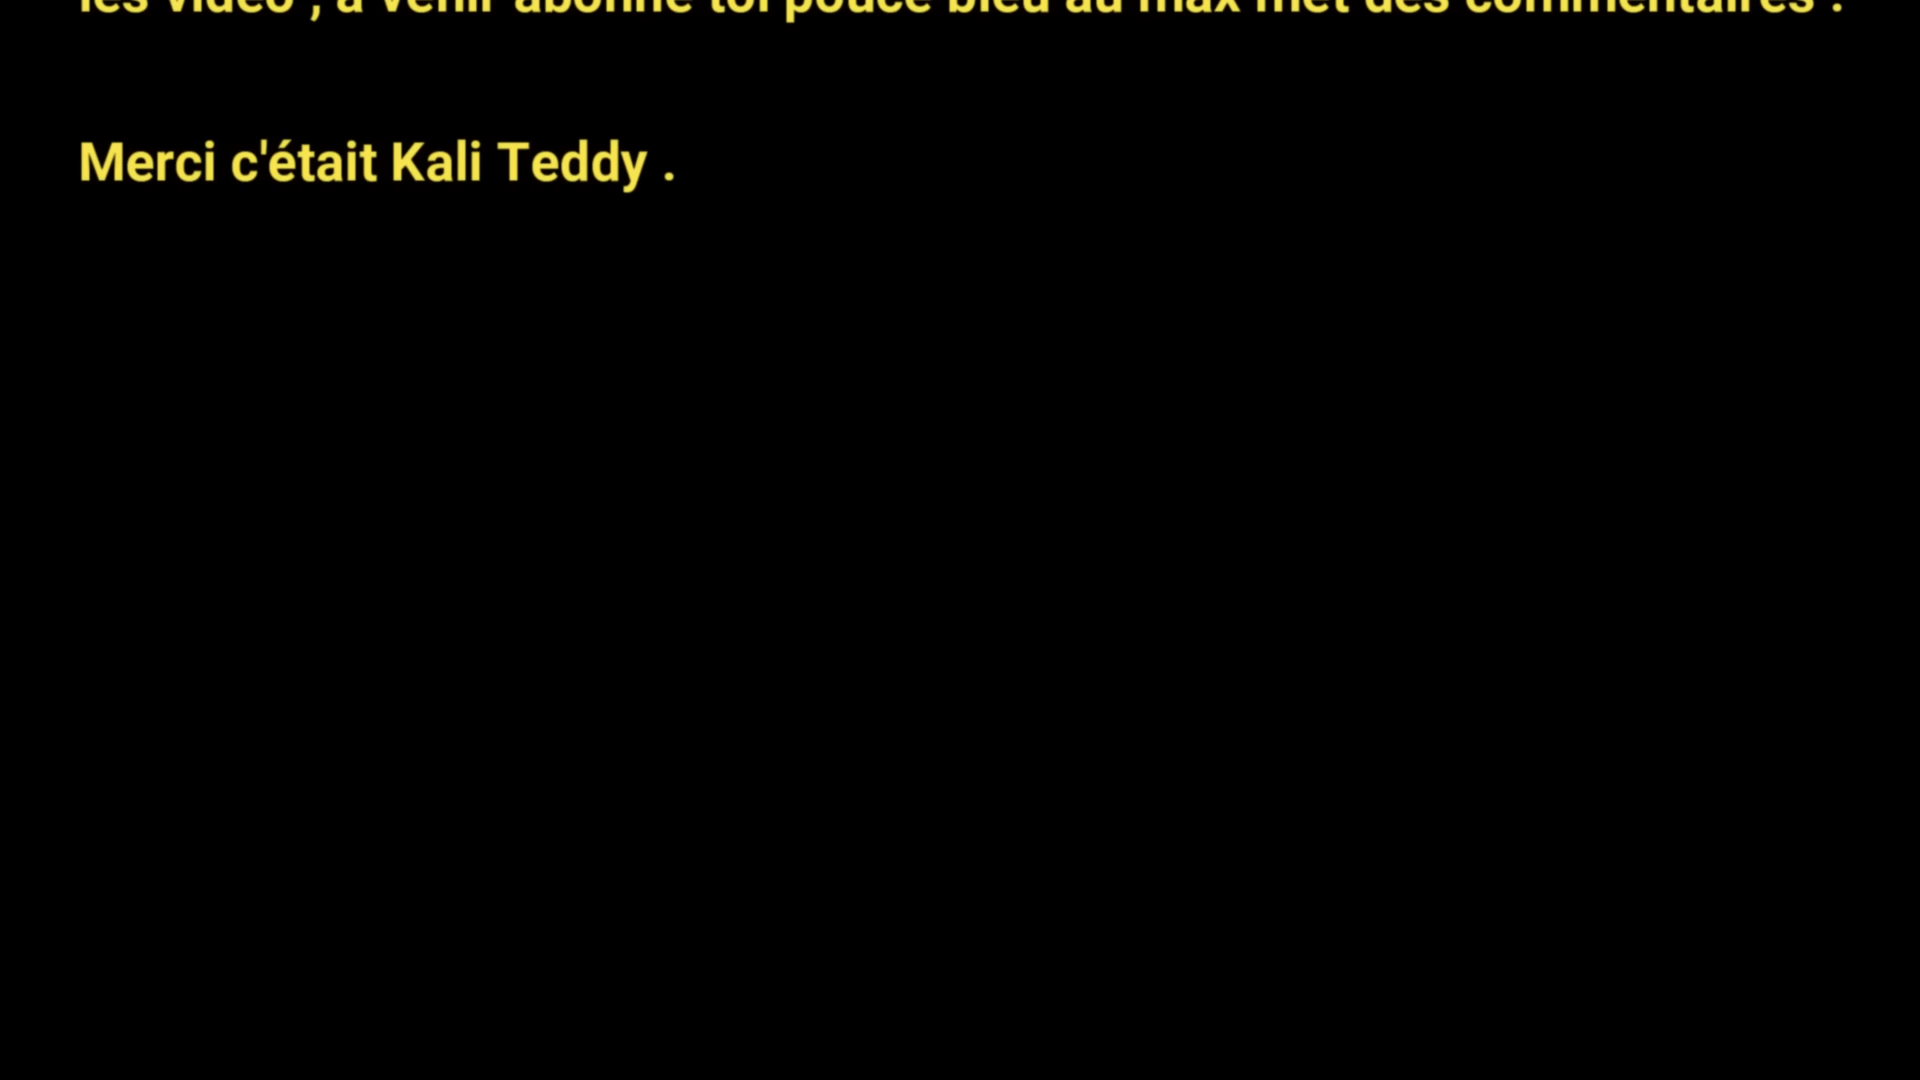 les vidéo , à venir abonne toi pouce bleu au max met des commentaires .
Merci c'était Kali Teddy .